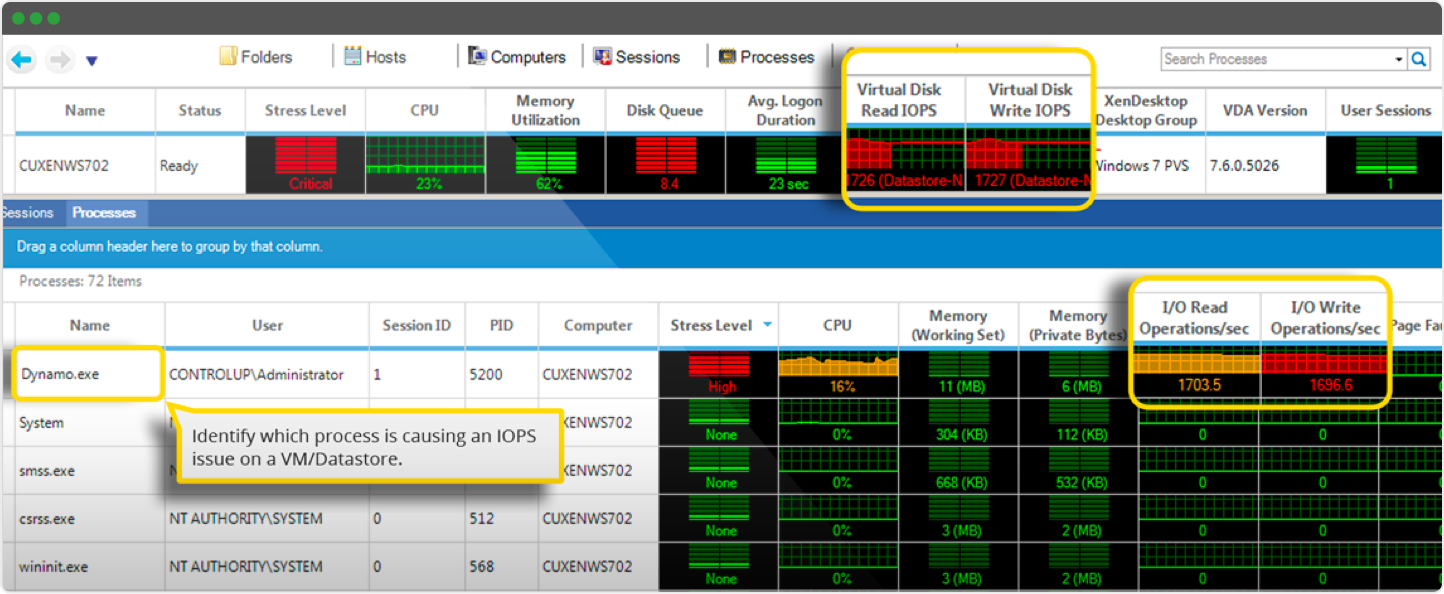 Folders Hosts Computers Sessions Processes Search Processes
Name Status Stress Level CPU Memory Utilization Disk Queue Avg. Logon Duration Virtual Disk Read IOPS Virtual Disk Write IOPS XenDesktop Desktop Group VDA Version User Sessions
CUXENWS702 Ready Critical 23% 62% 8.4 23 sec 1726 (Datastore-N 1727 (Datastore-N Windows 7 PVS 7.6.0.5026 1
Sessions Processes
Drag a column header here to group by that column.
Processes: 72 Items
Name User Session ID PID Computer Stress Level CPU Memory (Working Set) Memory (Private Bytes) I/O Read Operations/sec I/O Write Operations/sec Page Fau
Dynamo.exe CONTROLUP\Administrator 1 5200 CUXENWS702 High 16% 11 (MB) 6 (MB) 1703.5 1696.6
System XENWS702 None 0% 304 (KB) 112 (KB) 0 0
Identify which process is causing an IOPS
issue on a VM/Datastore.
smss.exe XENWS702 None 0% 668 (KB) 532 (KB) 0 0
csrss.exe NT AUTHORITY\SYSTEM 0 512 CUXENWS702 None 0% 3 (MB) 2 (MB) 0 0
wininit.exe NT AUTHORITY\SYSTEM 0 568 CUXENWS702 None 0% 3 (MB) 2 (MB) 0 0